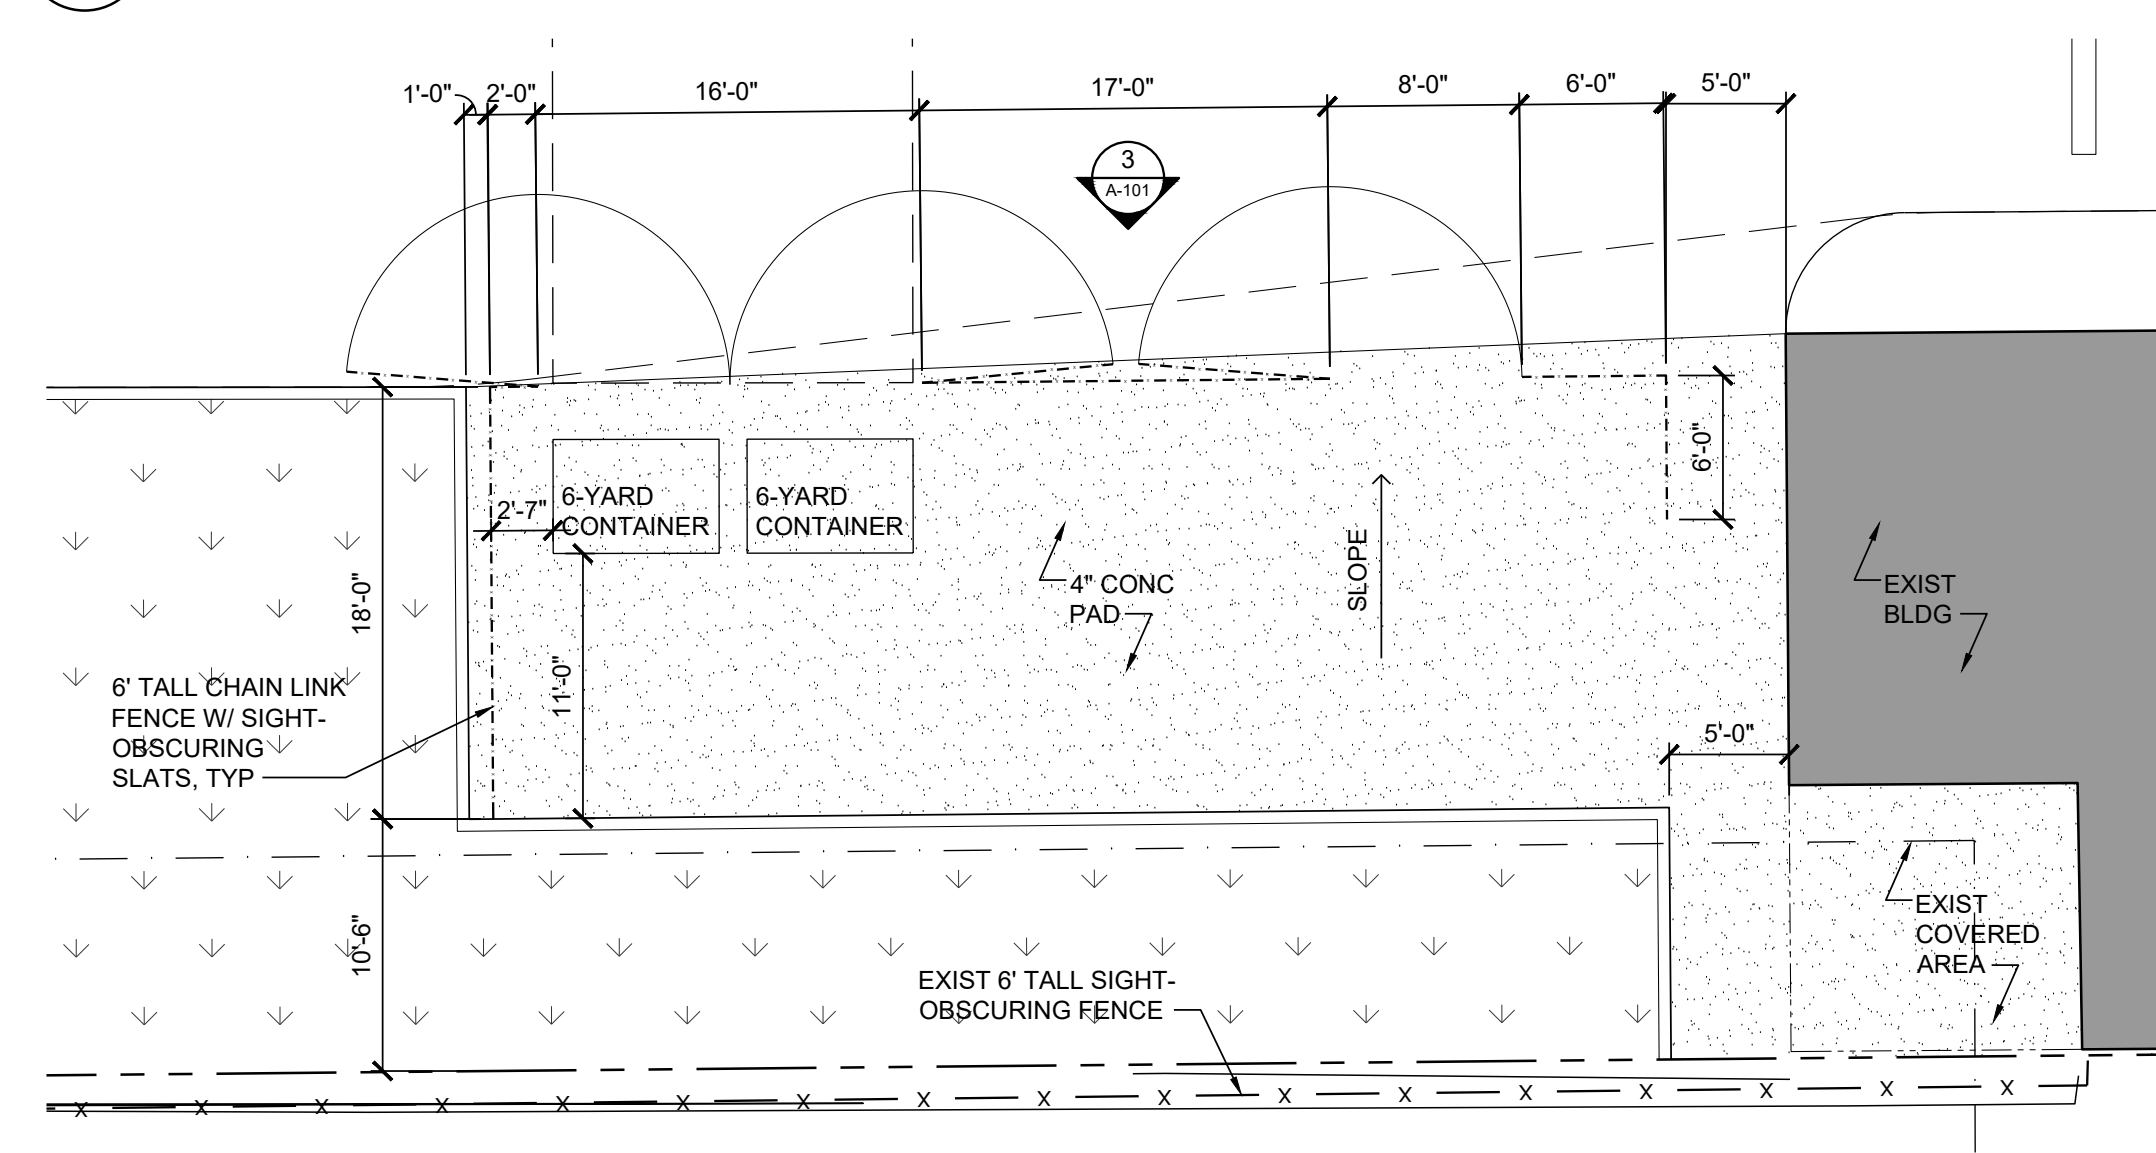 1'-0"
2'-0"
16'-0"
17'-0"
8'-0"
6'-0"
5'-0"
3
A-101
6'-0"
2'-7"
6-YARD
CONTAINER
6-YARD
CONTAINER
4" CONC
PAD
SLOPE
EXIST
BLDG
18'-0"
11'-0"
6' TALL CHAIN LINK
FENCE W/ SIGHT-
OBSCURING
SLATS, TYP
5'-0"
10'-6"
EXIST
COVERED
AREA
EXIST 6' TALL SIGHT-
OBSCURING FENCE
X X X X X X X X X X X X X X X X X